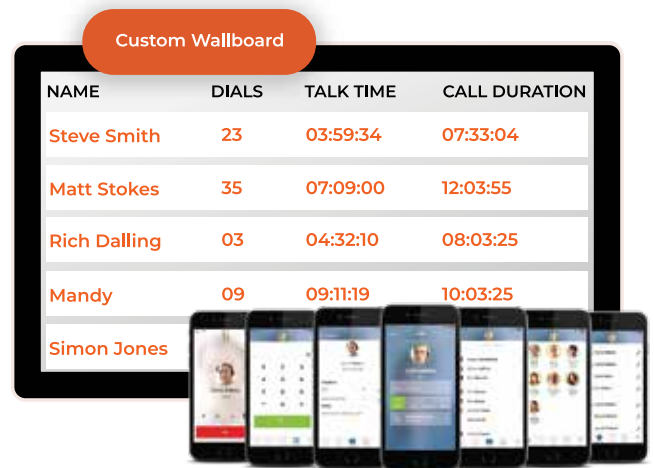 Custom Wallboard
NAME DIALS TALK TIME CALL DURATION
Steve Smith 23 03:59:34 07:33:04
Matt Stokes 35 07:09:00 12:03:55
Rich Dalling 03 04:32:10 08:03:25
Mandy 09 09:11:19 10:03:25
Simon Jones